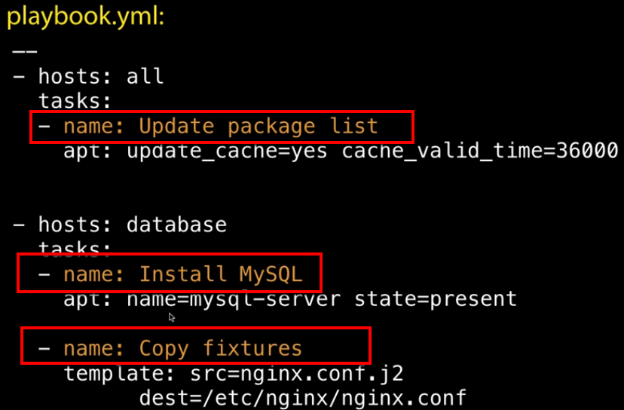 playbook.yml:
——
- hosts: all
tasks:
- name: Update package list
apt: update_cache=yes cache_valid_time=36000
- hosts: database
tasks:
- name: Install MySQL
apt: name=mysql-server state=present
- name: Copy fixtures
template: src=nginx.conf.j2
dest=/etc/nginx/nginx.conf